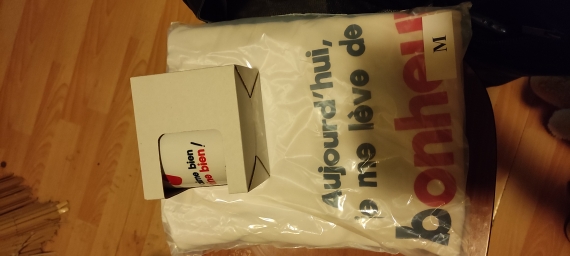 Aujourd'hui,
je me lève de
bonheur
M
me bien
me bien!